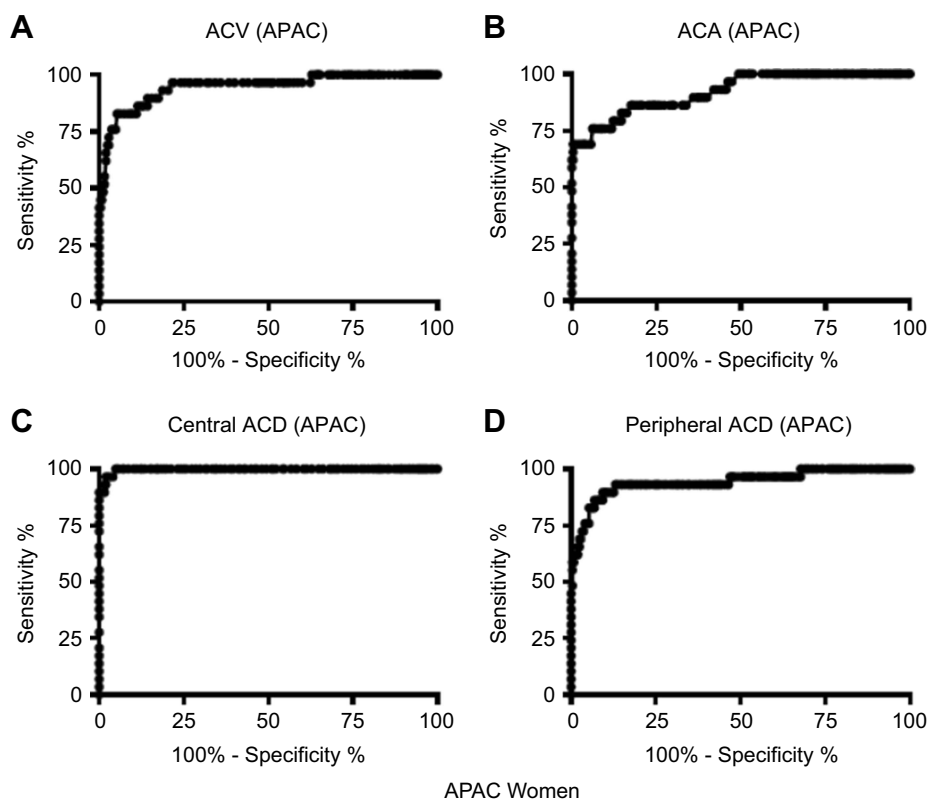 A
ACV (APAC)
100
75
50
25
0
Sensitivity %
0 25 50 75 100
100% - Specificity %
B
ACA (APAC)
100
75
50
25
0
Sensitivity %
0 25 50 75 100
100% - Specificity %
C
Central ACD (APAC)
100
75
50
25
0
Sensitivity %
0 25 50 75 100
100% - Specificity %
D
Peripheral ACD (APAC)
100
75
50
25
0
Sensitivity %
0 25 50 75 100
100% - Specificity %
APAC Women